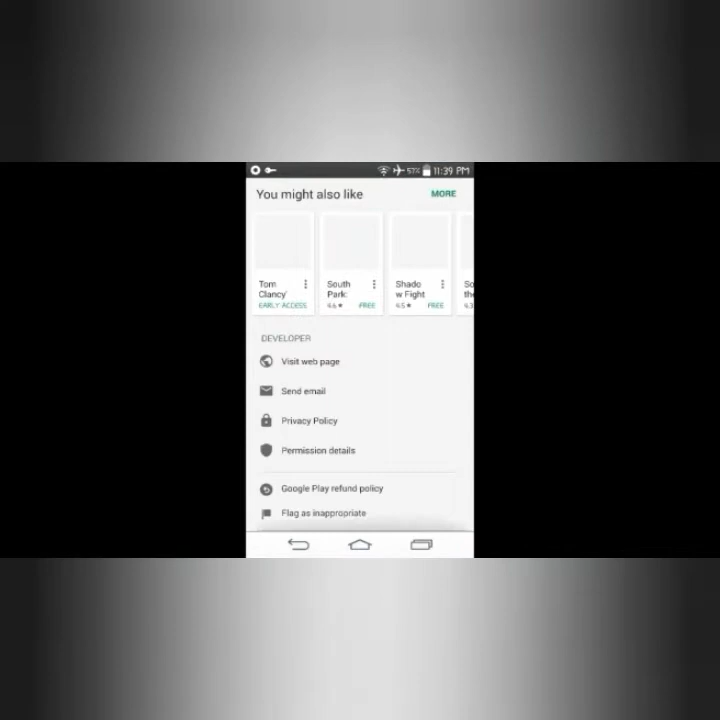 57% 11:39 PM
You might also like MORE
Tom South Shado So
Clancy' Park: w Fight the
EARLY ACCESS 4.6 ★ FREE 4.5 ★ FREE 4.3
DEVELOPER
Visit web page
Send email
Privacy Policy
Permission details
Google Play refund policy
Flag as inappropriate